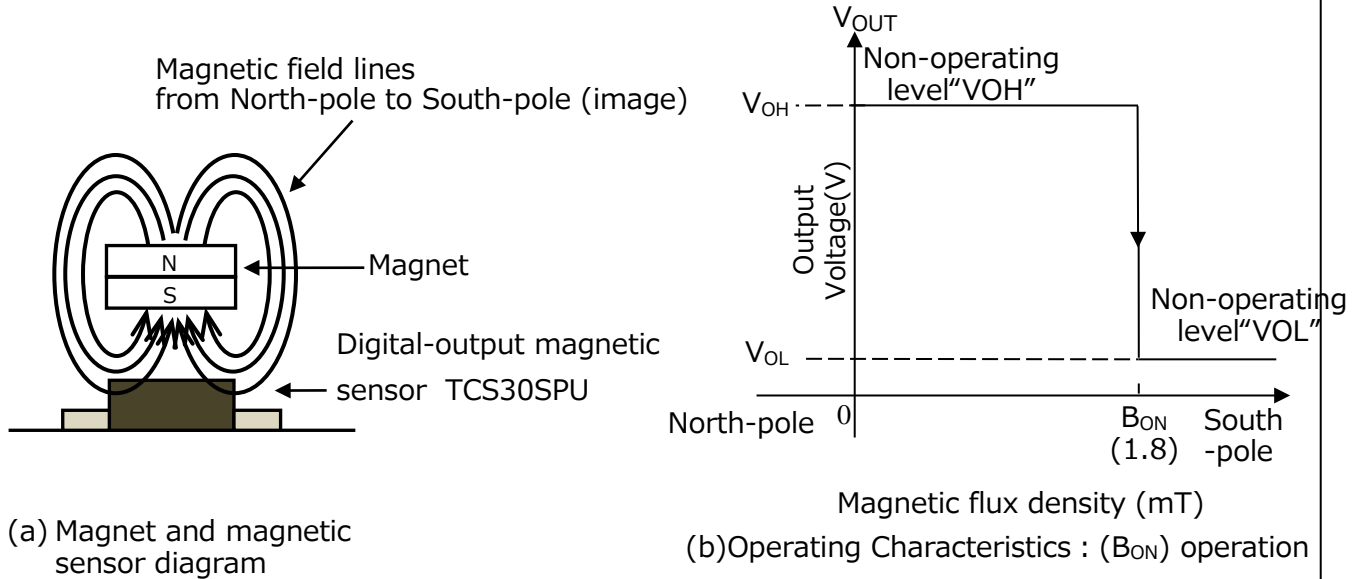 Magnetic field lines
from North-pole to South-pole (image)
N
S
Magnet
Digital-output magnetic
sensor TCS30SPU
(a) Magnet and magnetic
sensor diagram
VOUT
Non-operating
level“VOH”
VOH
Output
Voltage(V)
Non-operating
level“VOL”
VOL
North-pole
0
BON
(1.8)
South
-pole
Magnetic flux density (mT)
(b)Operating Characteristics : (BON) operation